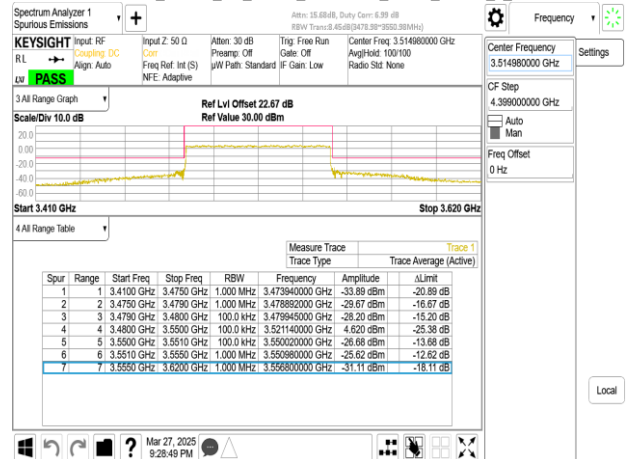 Spectrum Analyzer 1
Spurious Emissions
Attn: 15.68dB, Duty Corr: 6.99 dB
RBW Trans:8.45dB(3478.98~3550.98MHz)
Frequency
KEYSIGHT Input: RF Input Z: 50 Ω Atten: 30 dB Trig: Free Run Center Freq: 3.514980000 GHz
RL Coupling: DC Corr Preamp: Off Gate: Off Avg|Hold: 100/100
Align: Auto Freq Ref: Int (S) µW Path: Standard IF Gain: Low Radio Std: None
LXI PASS NFE: Adaptive
Center Frequency
3.514980000 GHz
Settings
CF Step
4.399000000 GHz
Auto
Man
Freq Offset
0 Hz
3 All Range Graph
Ref Lvl Offset 22.67 dB
Scale/Div 10.0 dB Ref Value 30.00 dBm
20.0
0.00
-20.0
-40.0
-60.0
Start 3.410 GHz Stop 3.620 GHz
4 All Range Table
Measure Trace Trace 1
Trace Type Trace Average (Active)
Spur Range Start Freq Stop Freq RBW Frequency Amplitude ΔLimit
1 1 3.4100 GHz 3.4750 GHz 1.000 MHz 3.473940000 GHz -33.89 dBm -20.89 dB
2 2 3.4750 GHz 3.4790 GHz 1.000 MHz 3.478892000 GHz -29.67 dBm -16.67 dB
3 3 3.4790 GHz 3.4800 GHz 100.0 kHz 3.479945000 GHz -28.20 dBm -15.20 dB
4 4 3.4800 GHz 3.5500 GHz 100.0 kHz 3.521140000 GHz 4.620 dBm -25.38 dB
5 5 3.5500 GHz 3.5510 GHz 100.0 kHz 3.550020000 GHz -26.68 dBm -13.68 dB
6 6 3.5510 GHz 3.5550 GHz 1.000 MHz 3.550980000 GHz -25.62 dBm -12.62 dB
7 7 3.5550 GHz 3.6200 GHz 1.000 MHz 3.556800000 GHz -31.11 dBm -18.11 dB
Local
Mar 27, 2025
9:28:49 PM